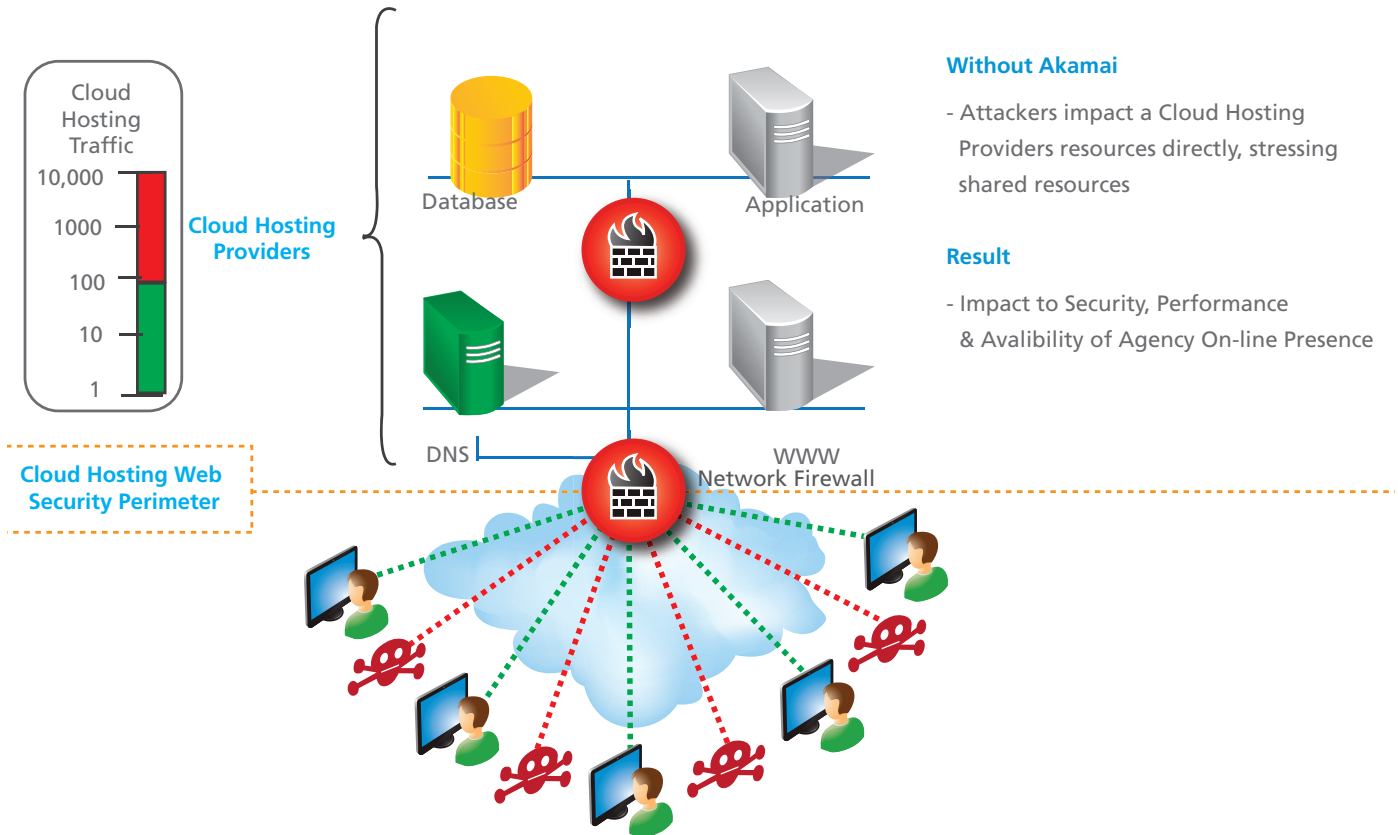 Cloud
Hosting
Traffic
10,000
1000
100
10
1
Cloud Hosting
Providers
Database
Application
DNS
WWW
Network Firewall
Cloud Hosting Web
Security Perimeter
Without Akamai
- Attackers impact a Cloud Hosting
Providers resources directly, stressing
shared resources
Result
- Impact to Security, Performance
& Avalibility of Agency On-line Presence